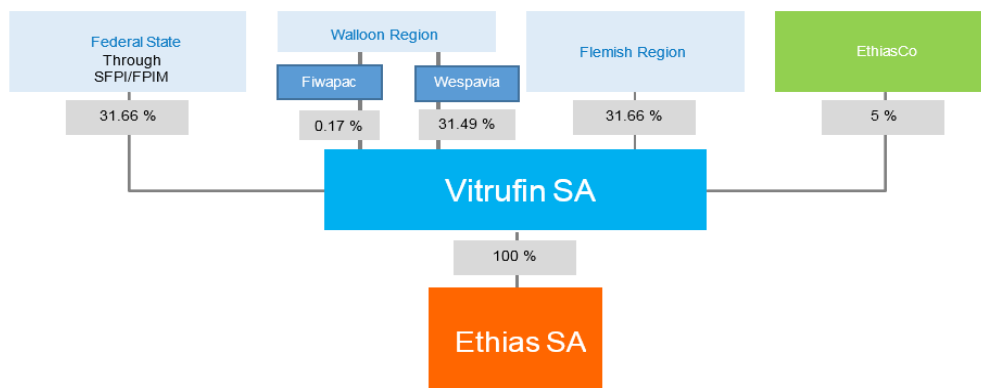 Federal State
Through
SFPI/FPIM
31.66 %
Walloon Region
Fiwapac
Wespavia
0.17 %
31.49 %
Flemish Region
31.66 %
EthiasCo
5 %
Vitrufin SA
100 %
Ethias SA